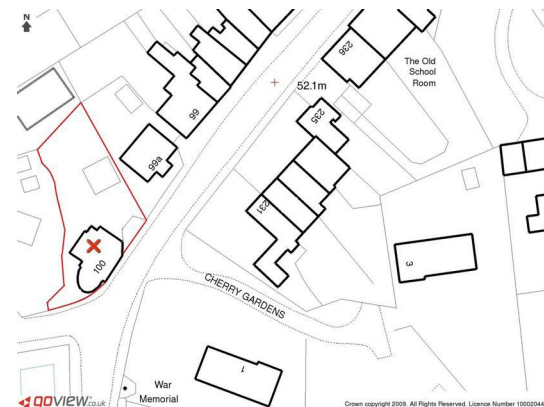 N
236
The Old
School
Room
52.1m
99
235
99a
231
100
3
CHERRY GARDENS
1
War
Memorial
goview.co.uk
Crown copyright 2009. All Rights Reserved. Licence Number 10002044